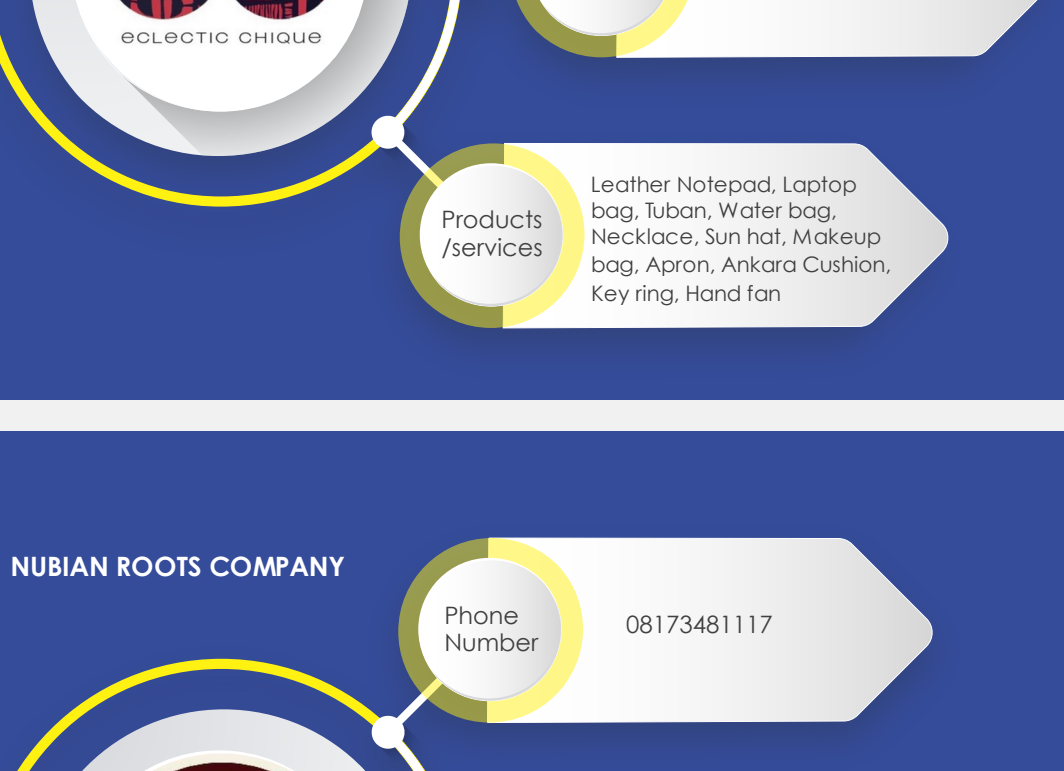 ECLECTIC CHIQUE
Products
/services
Leather Notepad, Laptop
bag, Tuban, Water bag,
Necklace, Sun hat, Makeup
bag, Apron, Ankara Cushion,
Key ring, Hand fan
NUBIAN ROOTS COMPANY
Phone
Number
08173481117